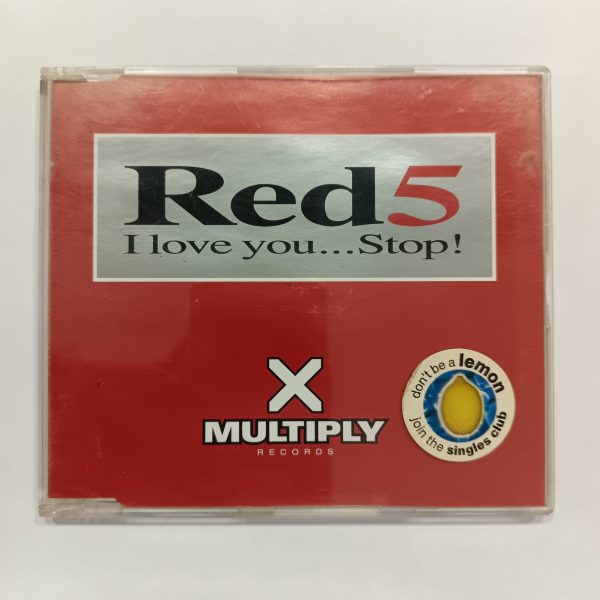 Red5
I love you...Stop!
X
MULTIPLY
RECORDS
don't be a lemon
join the singles club